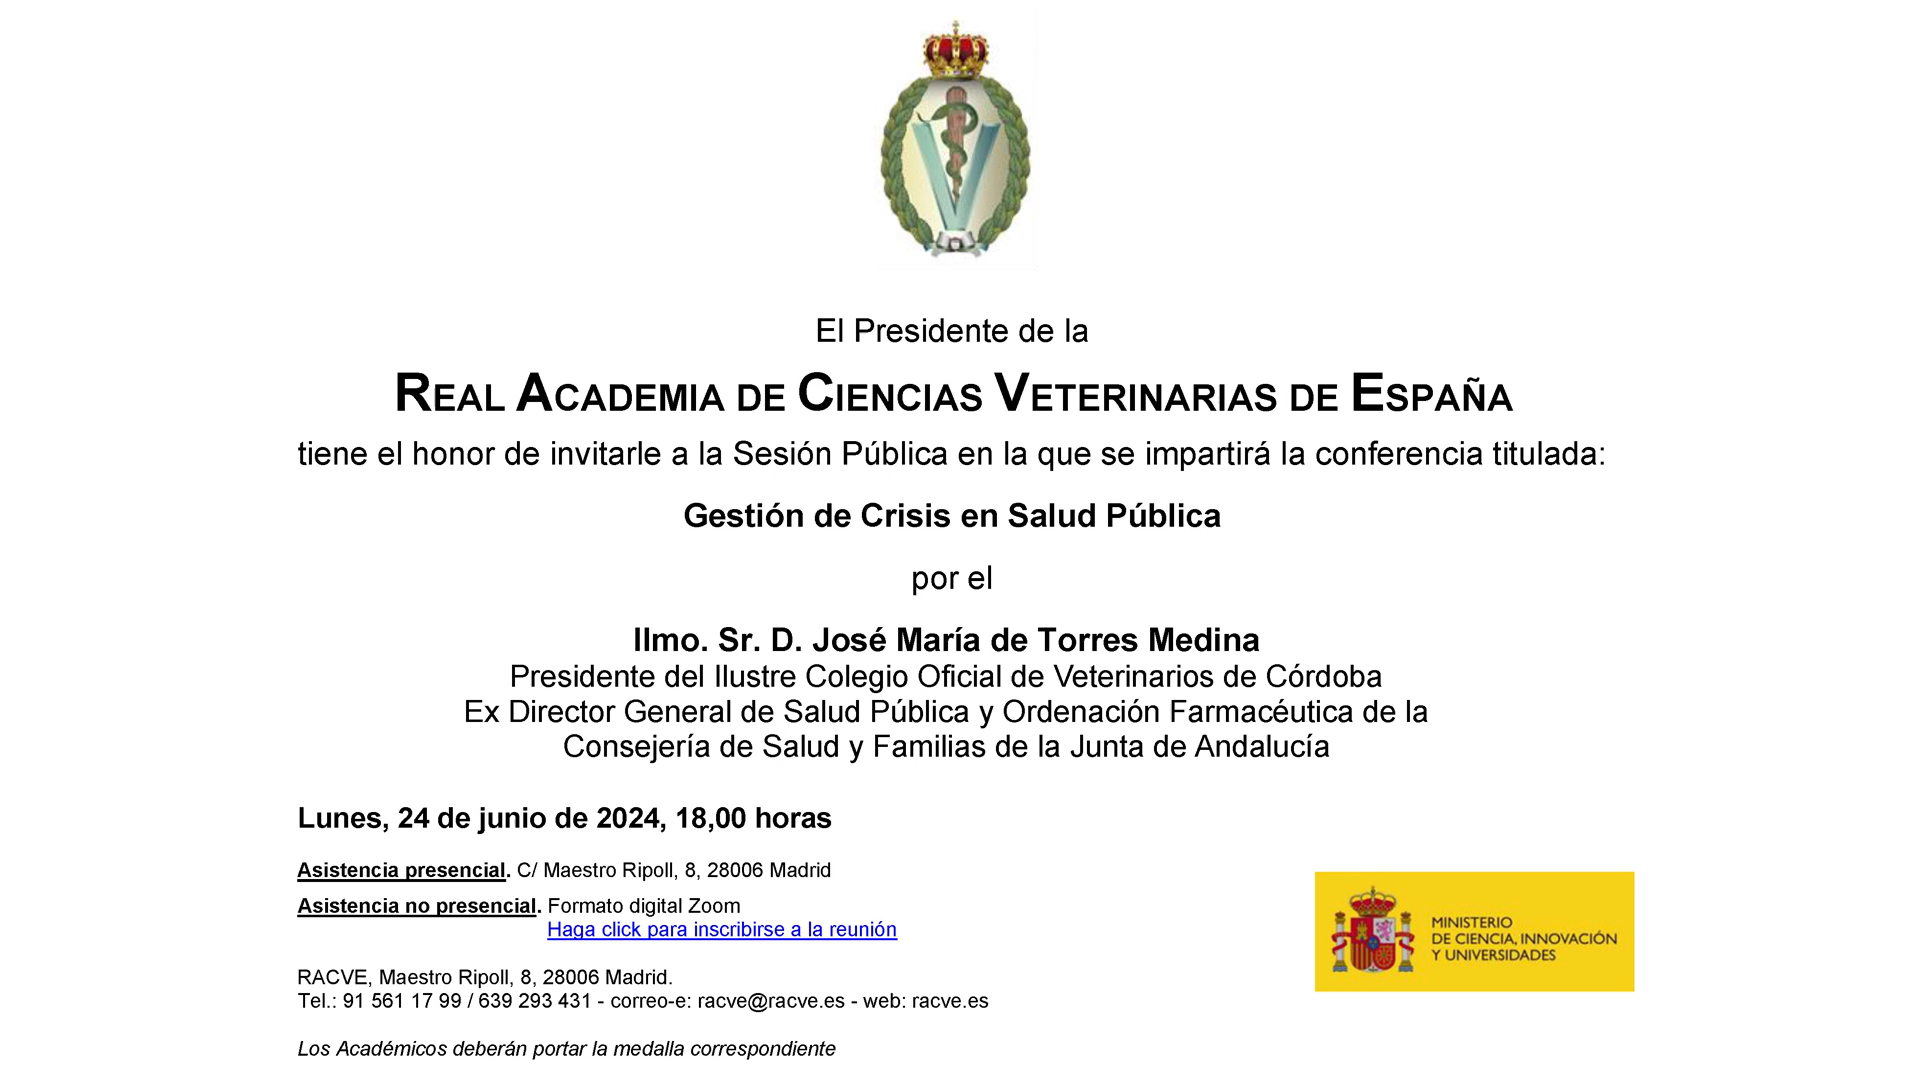 El Presidente de la
REAL ACADEMIA DE CIENCIAS VETERINARIAS DE ESPAÑA
tiene el honor de invitarle a la Sesión Pública en la que se impartirá la conferencia titulada:
Gestión de Crisis en Salud Pública
por el
Ilmo. Sr. D. José María de Torres Medina
Presidente del Ilustre Colegio Oficial de Veterinarios de Córdoba
Ex Director General de Salud Pública y Ordenación Farmacéutica de la
Consejería de Salud y Familias de la Junta de Andalucía
Lunes, 24 de junio de 2024, 18,00 horas
Asistencia presencial. C/ Maestro Ripoll, 8, 28006 Madrid
Asistencia no presencial. Formato digital Zoom
Haga click para inscribirse a la reunión
RACVE, Maestro Ripoll, 8, 28006 Madrid.
Tel.: 91 561 17 99 / 639 293 431 - correo-e: racve@racve.es - web: racve.es
Los Académicos deberán portar la medalla correspondiente
MINISTERIO
DE CIENCIA, INNOVACIÓN
Y UNIVERSIDADES